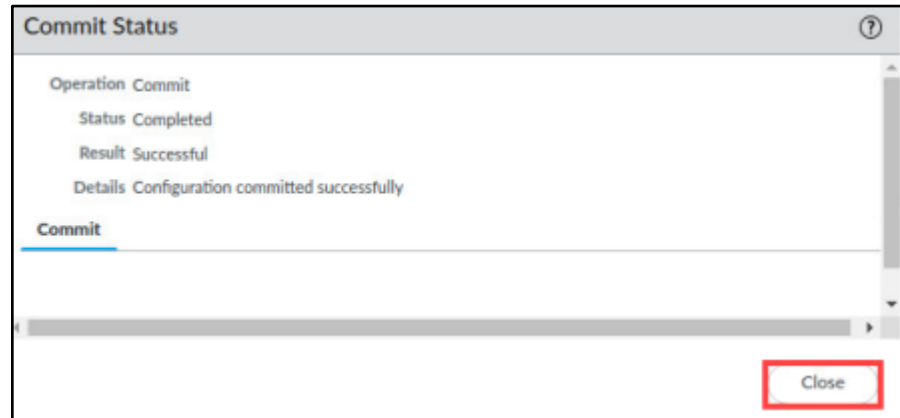 Commit Status
Operation Commit
Status Completed
Result Successful
Details Configuration committed successfully
Commit
Close